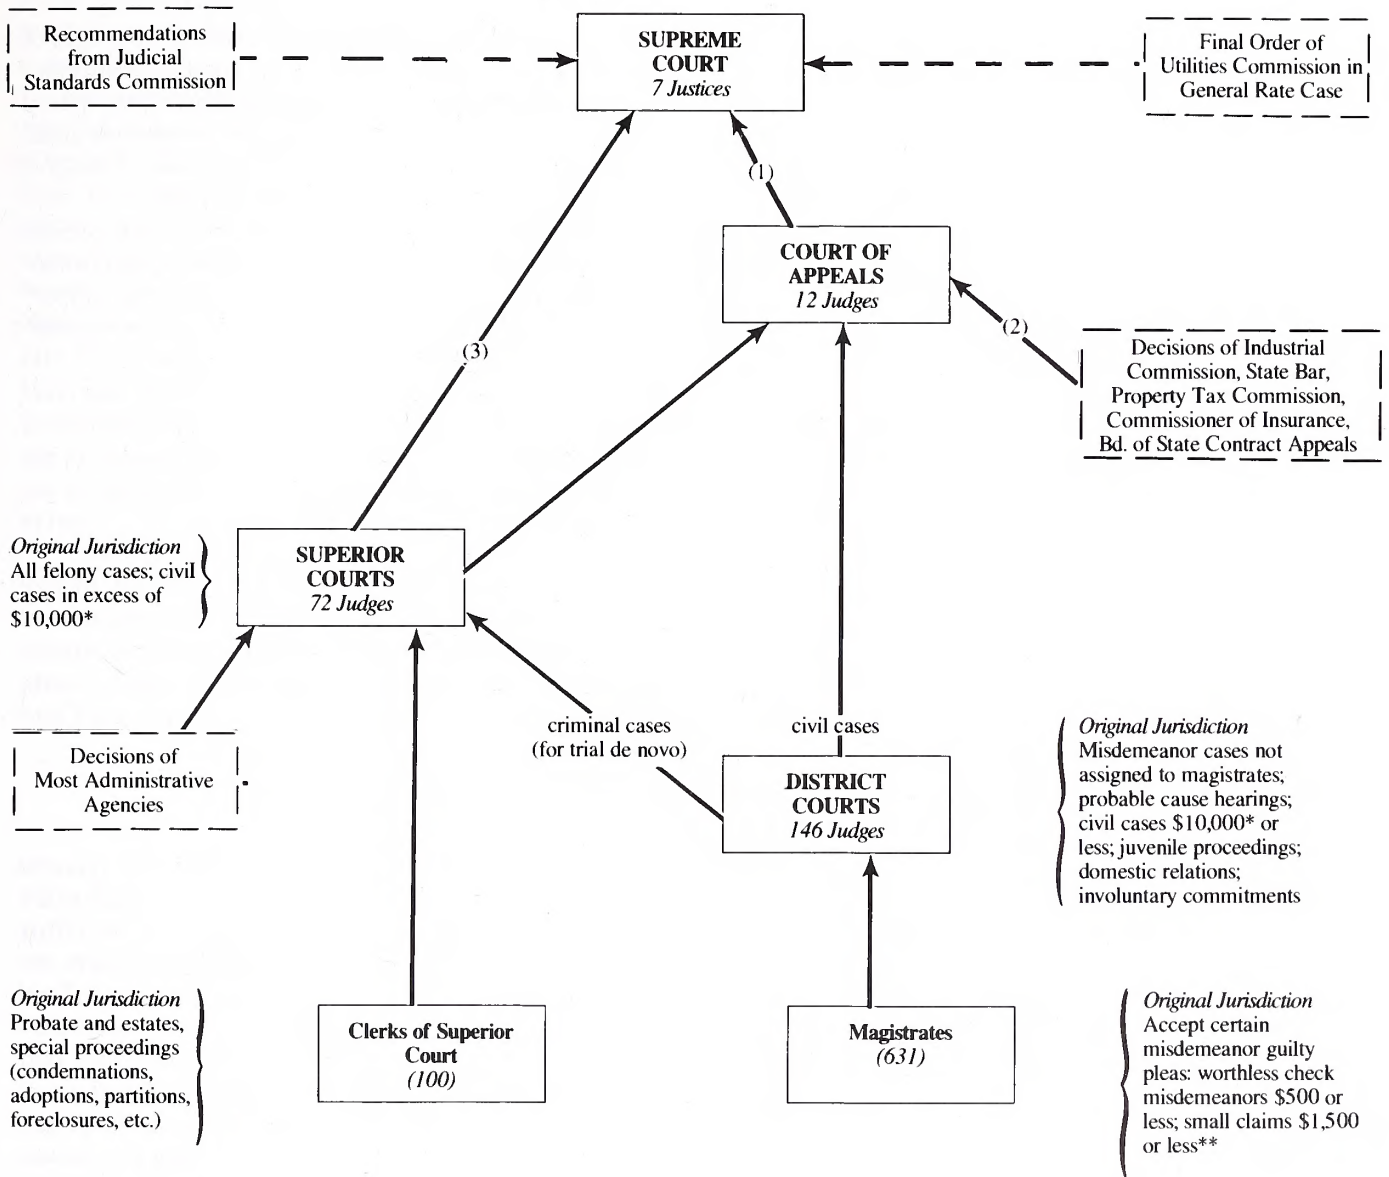 Recommendations
from Judicial
Standards Commission
SUPREME
COURT
7 Justices
Final Order of
Utilities Commission in
General Rate Case
(1)
COURT OF
APPEALS
12 Judges
(2)
(3)
Decisions of Industrial
Commission, State Bar,
Property Tax Commission,
Commissioner of Insurance,
Bd. of State Contract Appeals
Original Jurisdiction
All felony cases; civil
cases in excess of
$10,000*
SUPERIOR
COURTS
72 Judges
criminal cases
(for trial de novo)
civil cases
Decisions of
Most Administrative
Agencies
DISTRICT
COURTS
146 Judges
Original Jurisdiction
Misdemeanor cases not
assigned to magistrates;
probable cause hearings;
civil cases $10,000* or
less; juvenile proceedings;
domestic relations;
involuntary commitments
Original Jurisdiction
Probate and estates,
special proceedings
(condemnations,
adoptions, partitions,
foreclosures, etc.)
Clerks of Superior
Court
(100)
Magistrates
(631)
Original Jurisdiction
Accept certain
misdemeanor guilty
pleas: worthless check
misdemeanors $500 or
less; small claims $1,500
or less**